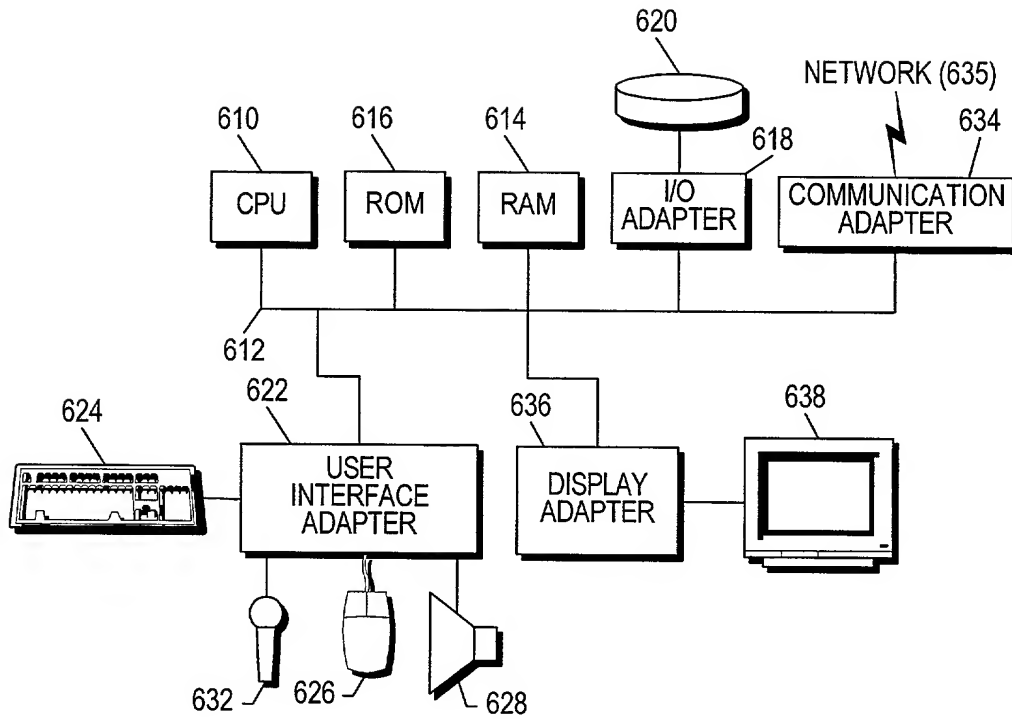 620
NETWORK (635)
610
616
614
618
634
CPU
ROM
RAM
I/O
ADAPTER
COMMUNICATION
ADAPTER
612
622
624
636
638
USER
INTERFACE
ADAPTER
DISPLAY
ADAPTER
632
626
628